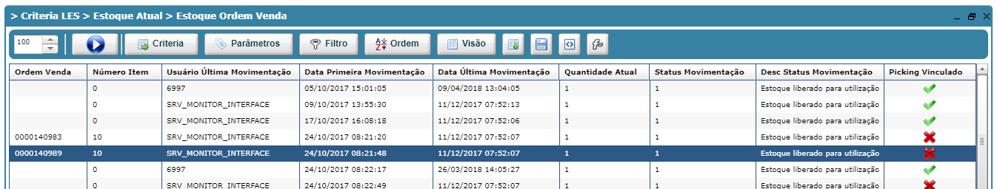 > Criteria LES > Estoque Atual > Estoque Ordem Venda
100 Criteria Parâmetros Filtro Ordem Visão
Ordem Venda Número Item Usuário Última Movimentação Data Primeira Movimentação Data Última Movimentação Quantidade Atual Status Movimentação Desc Status Movimentação Picking Vinculado
0 6997 05/10/2017 15:01:05 09/04/2018 13:04:05 1 1 Estoque liberado para utilização
0 SRV_MONITOR_INTERFACE 09/10/2017 13:55:30 11/12/2017 07:52:13 1 1 Estoque liberado para utilização
0 SRV_MONITOR_INTERFACE 17/10/2017 16:08:18 11/12/2017 07:52:06 1 1 Estoque liberado para utilização
0000140983 10 SRV_MONITOR_INTERFACE 24/10/2017 08:21:20 11/12/2017 07:52:07 1 1 Estoque liberado para utilização
0000140989 10 SRV_MONITOR_INTERFACE 24/10/2017 08:21:48 11/12/2017 07:52:07 1 1 Estoque liberado para utilização
0 6997 24/10/2017 08:22:17 26/03/2018 14:05:27 1 1 Estoque liberado para utilização
0 SRV_MONITOR_INTERFACE 24/10/2017 08:22:49 11/12/2017 07:52:07 1 1 Estoque liberado para utilização